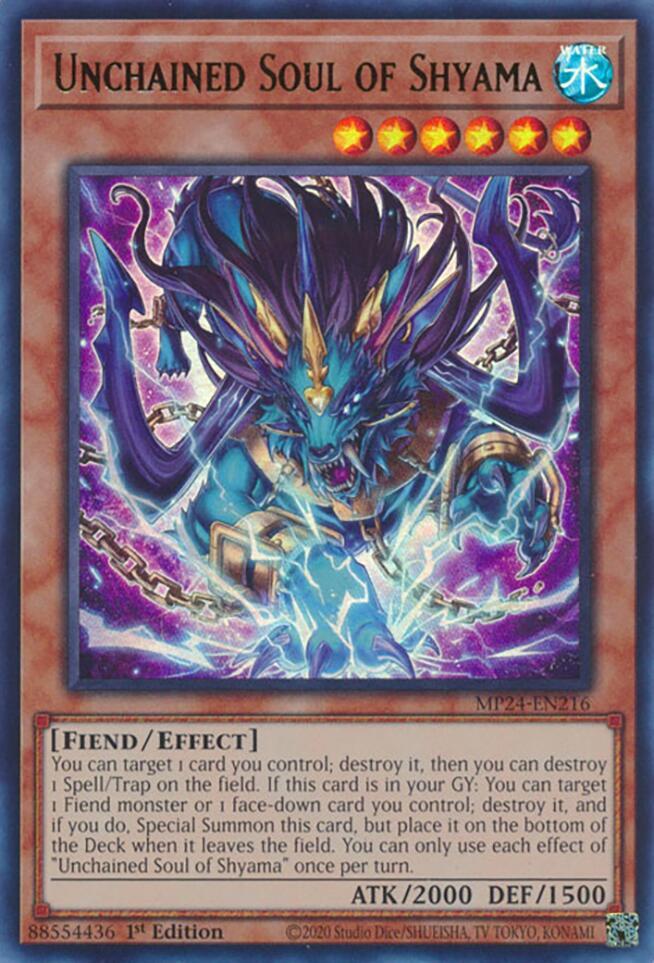 UNCHAINED SOUL OF SHYAMA
WATER
水
MP24-EN216
[FIEND/EFFECT]
You can target 1 card you control; destroy it, then you can destroy
1 Spell/Trap on the field. If this card is in your GY: You can target
1 Fiend monster or 1 face-down card you control; destroy it, and
if you do, Special Summon this card, but place it on the bottom of
the Deck when it leaves the field. You can only use each effect of
"Unchained Soul of Shyama" once per turn.
ATK/2000 DEF/1500
88554436 1st Edition ©2020 Studio Dice/SHUEISHA, TV TOKYO, KONAMI